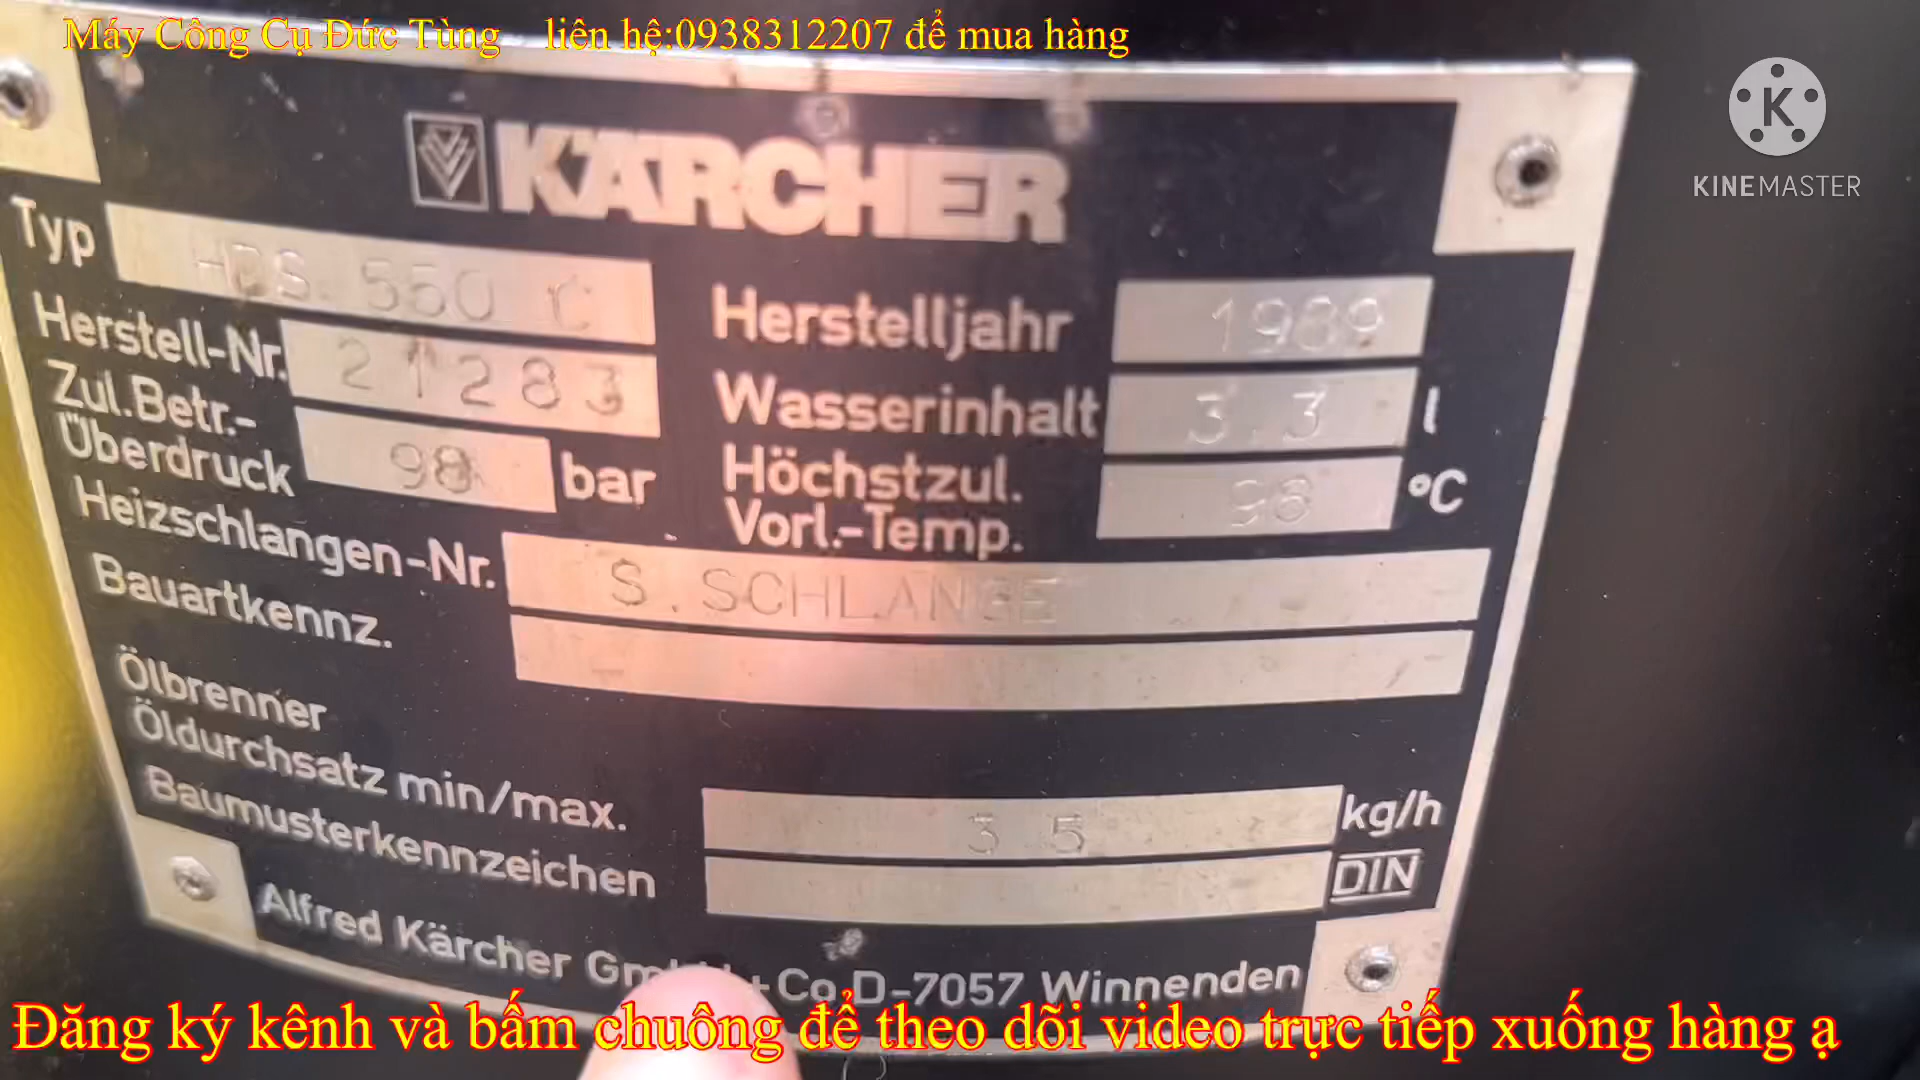 Máy Công Cụ Đức Tùng liên hệ:0938312207 để mua hàng
KINEMASTER
KÄRCHER
Typ HDS 550 C
Herstell-Nr. 21283
Zul.Betr.-
Überdruck 98 bar
Herstelljahr 1989
Wasserinhalt 3.3 l
Höchstzul.
Vorl.-Temp. 98 °C
Heizschlangen-Nr. S.SCHLANGE
Bauartkennz.
Ölbrenner
Öldurchsatz min/max. 3 5 kg/h
Baumusterkennzeichen DIN
Alfred Kärcher + Co.D-7057 Winnenden
Đăng ký kênh và bấm chuông để theo dõi video trực tiếp xuống hàng ạ